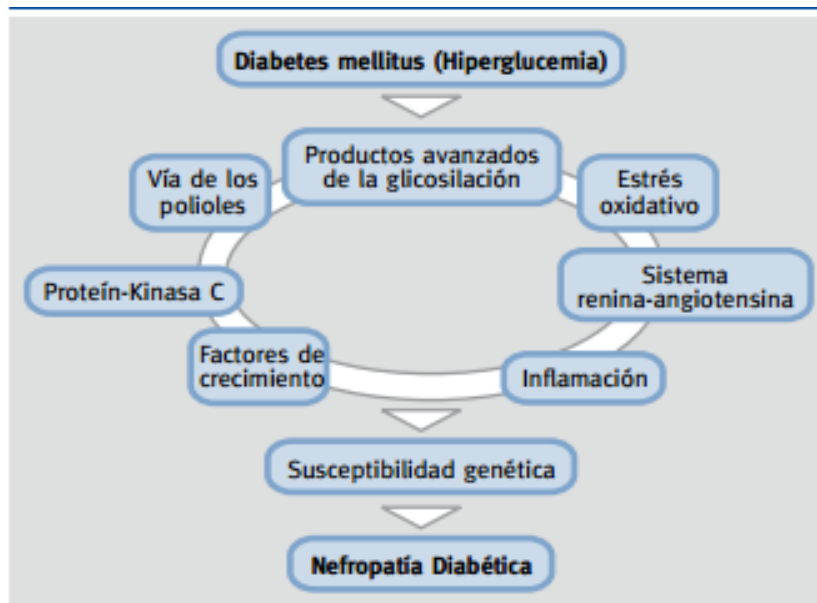 Diabetes mellitus (Hiperglucemia)
Productos avanzados
de la glicosilación
Vía de los
polioles
Estrés
oxidativo
Proteín-Kinasa C
Sistema
renina-angiotensina
Factores de
crecimiento
Inflamación
Susceptibilidad genética
Nefropatía Diabética